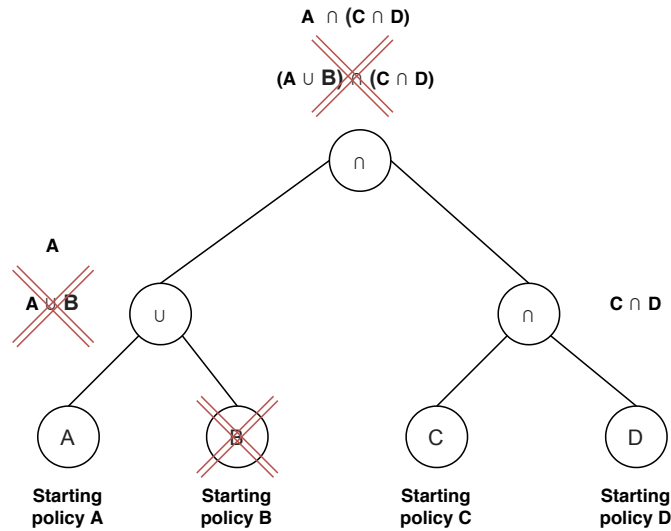 A ∩ (C ∩ D)
(A ∪ B) ∩ (C ∩ D)
∩
A
A ∪ B
∪
∩
C ∩ D
A
B
C
D
Starting
policy A
Starting
policy B
Starting
policy C
Starting
policy D